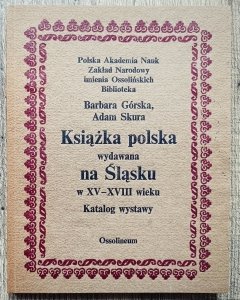 Polska Akademia Nauk
Zakład Narodowy
imienia Ossolińskich
Biblioteka
Barbara Górska,
Adam Skura
Książka polska
wydawana
na Śląsku
w XV–XVIII wieku
Katalog wystawy
Ossolineum